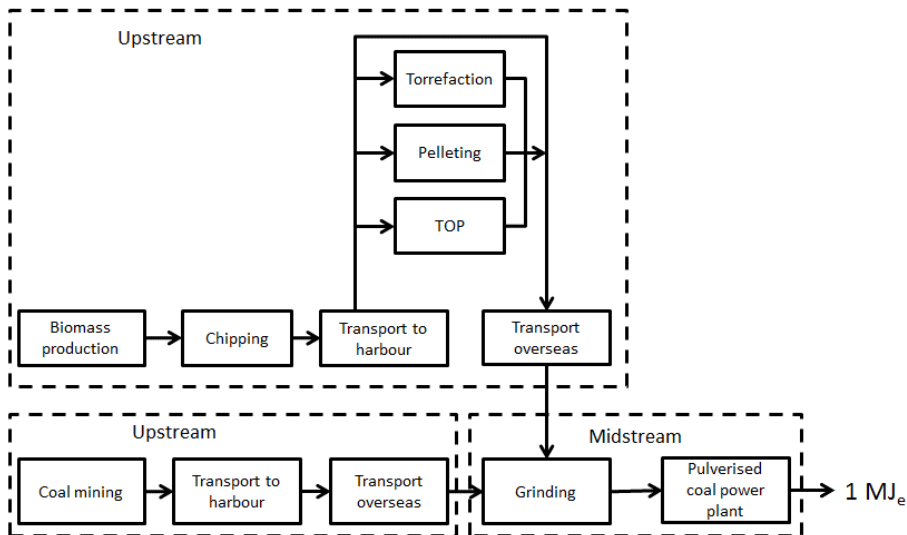 Upstream
Torrefaction
Pelleting
TOP
Biomass
production
Chipping
Transport to
harbour
Transport
overseas
Upstream
Coal mining
Transport to
harbour
Transport
overseas
Midstream
Grinding
Pulverised
coal power
plant
1 MJe